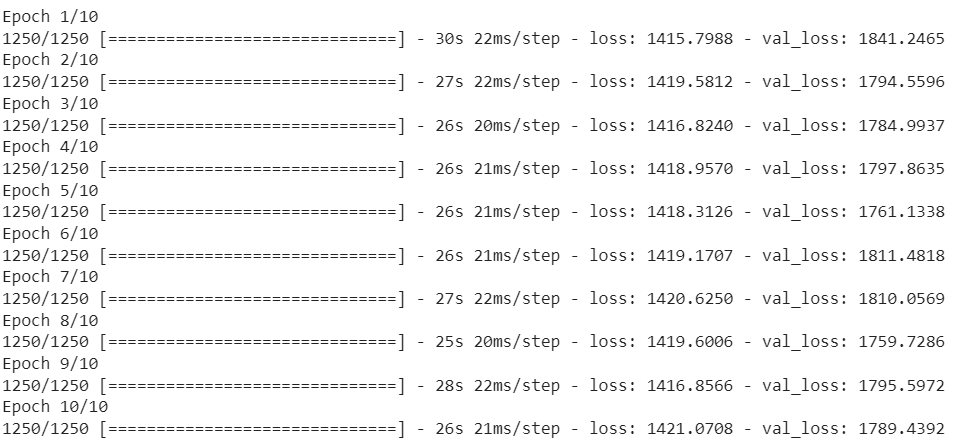 Epoch 1/10
1250/1250 [==============================] - 30s 22ms/step - loss: 1415.7988 - val_loss: 1841.2465
Epoch 2/10
1250/1250 [==============================] - 27s 22ms/step - loss: 1419.5812 - val_loss: 1794.5596
Epoch 3/10
1250/1250 [==============================] - 26s 20ms/step - loss: 1416.8240 - val_loss: 1784.9937
Epoch 4/10
1250/1250 [==============================] - 26s 21ms/step - loss: 1418.9570 - val_loss: 1797.8635
Epoch 5/10
1250/1250 [==============================] - 26s 21ms/step - loss: 1418.3126 - val_loss: 1761.1338
Epoch 6/10
1250/1250 [==============================] - 26s 21ms/step - loss: 1419.1707 - val_loss: 1811.4818
Epoch 7/10
1250/1250 [==============================] - 27s 22ms/step - loss: 1420.6250 - val_loss: 1810.0569
Epoch 8/10
1250/1250 [==============================] - 25s 20ms/step - loss: 1419.6006 - val_loss: 1759.7286
Epoch 9/10
1250/1250 [==============================] - 28s 22ms/step - loss: 1416.8566 - val_loss: 1795.5972
Epoch 10/10
1250/1250 [==============================] - 26s 21ms/step - loss: 1421.0708 - val_loss: 1789.4392